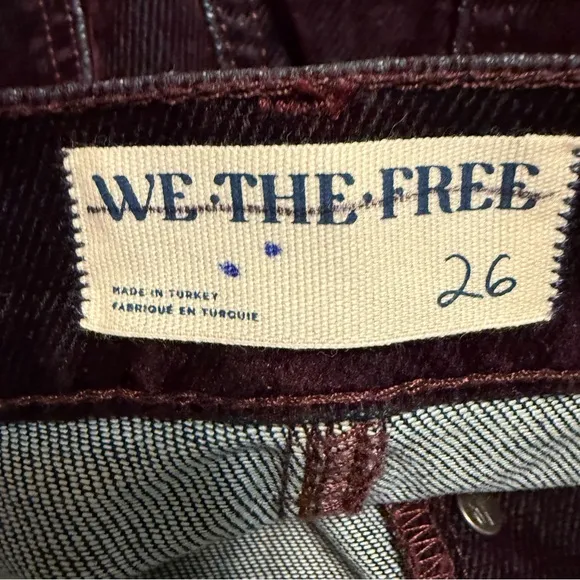 WE·THE·FREE
26
MADE IN TURKEY
FABRIQUÉ EN TURQUIE